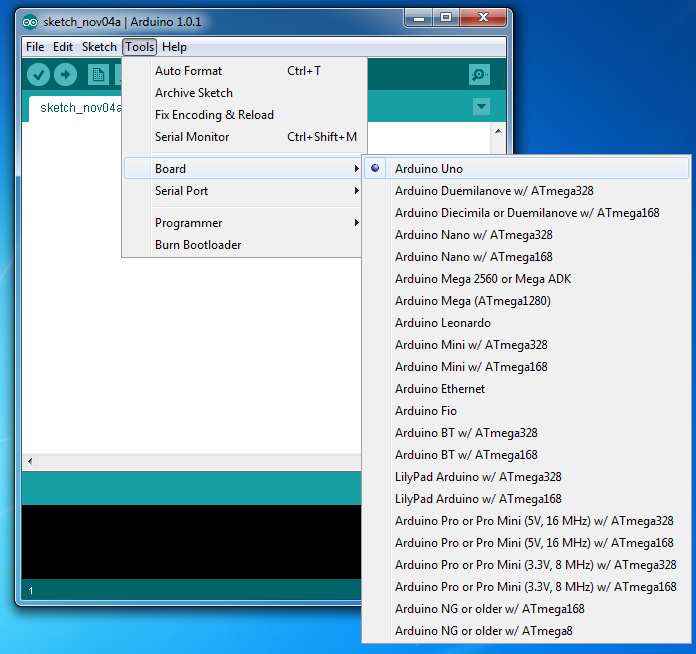 sketch_nov04a | Arduino 1.0.1
File Edit Sketch Tools Help
Auto Format Ctrl+T
Archive Sketch
sketch_nov04a
Fix Encoding & Reload
Serial Monitor Ctrl+Shift+M
Board
Serial Port
Programmer
Burn Bootloader
Arduino Uno
Arduino Duemilanove w/ ATmega328
Arduino Diecimila or Duemilanove w/ ATmega168
Arduino Nano w/ ATmega328
Arduino Nano w/ ATmega168
Arduino Mega 2560 or Mega ADK
Arduino Mega (ATmega1280)
Arduino Leonardo
Arduino Mini w/ ATmega328
Arduino Mini w/ ATmega168
Arduino Ethernet
Arduino Fio
Arduino BT w/ ATmega328
Arduino BT w/ ATmega168
LilyPad Arduino w/ ATmega328
LilyPad Arduino w/ ATmega168
Arduino Pro or Pro Mini (5V, 16 MHz) w/ ATmega328
Arduino Pro or Pro Mini (5V, 16 MHz) w/ ATmega168
Arduino Pro or Pro Mini (3.3V, 8 MHz) w/ ATmega328
Arduino Pro or Pro Mini (3.3V, 8 MHz) w/ ATmega168
Arduino NG or older w/ ATmega168
Arduino NG or older w/ ATmega8
1